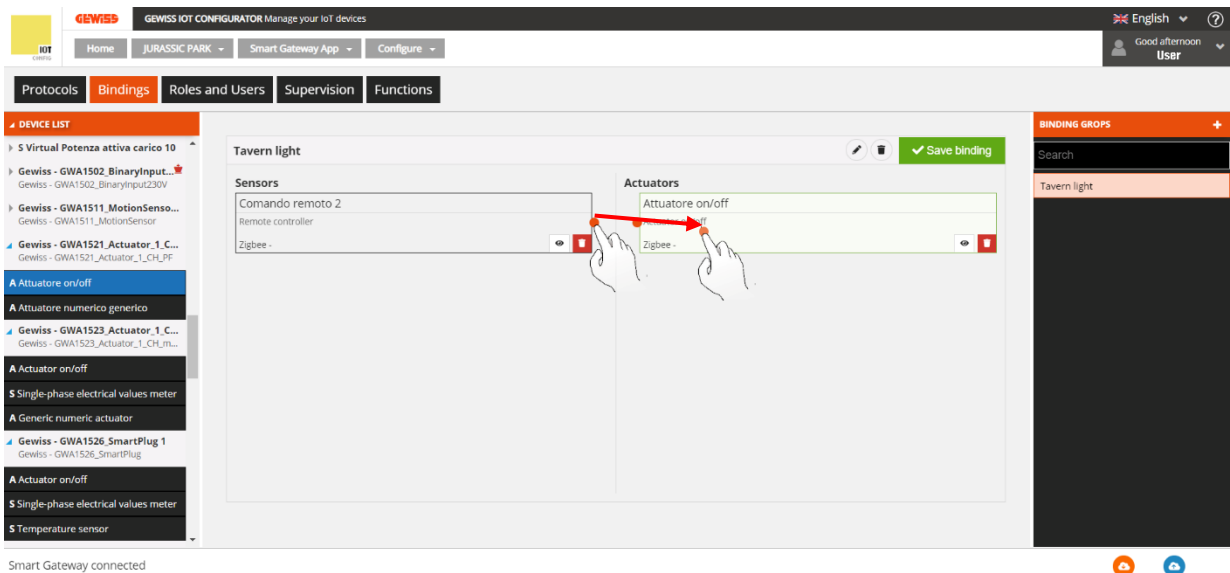 GEWISS
GEWISS IOT CONFIGURATOR Manage your IoT devices
English
?
IOT
CONFIG
Home
JURASSIC PARK
Smart Gateway App
Configure
Good afternoon
User
Protocols
Bindings
Roles and Users
Supervision
Functions
DEVICE LIST
S Virtual Potenza attiva carico 10
Gewiss - GWA1502_BinaryInput...
Gewiss - GWA1502_BinaryInput230V
Gewiss - GWA1511_MotionSenso...
Gewiss - GWA1511_MotionSensor
Gewiss - GWA1521_Actuator_1_C...
Gewiss - GWA1521_Actuator_1_CH_PF
A Attuatore on/off
A Attuatore numerico generico
Gewiss - GWA1523_Actuator_1_C...
Gewiss - GWA1523_Actuator_1_CH_m...
A Actuator on/off
S Single-phase electrical values meter
A Generic numeric actuator
Gewiss - GWA1526_SmartPlug 1
Gewiss - GWA1526_SmartPlug
A Actuator on/off
S Single-phase electrical values meter
S Temperature sensor
Tavern light
Save binding
Sensors
Comando remoto 2
Remote controller
Zigbee -
Actuators
Attuatore on/off
Zigbee -
BINDING GROPS
+
Search
Tavern light
Smart Gateway connected